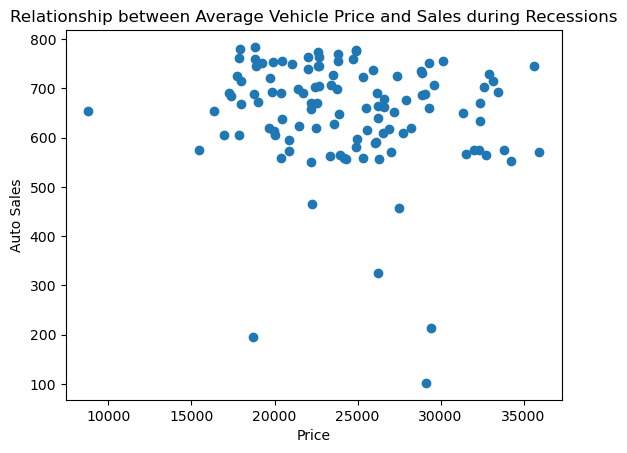 Relationship between Average Vehicle Price and Sales during Recessions
800
700
600
500
400
300
200
100
Auto Sales
10000 15000 20000 25000 30000 35000
Price